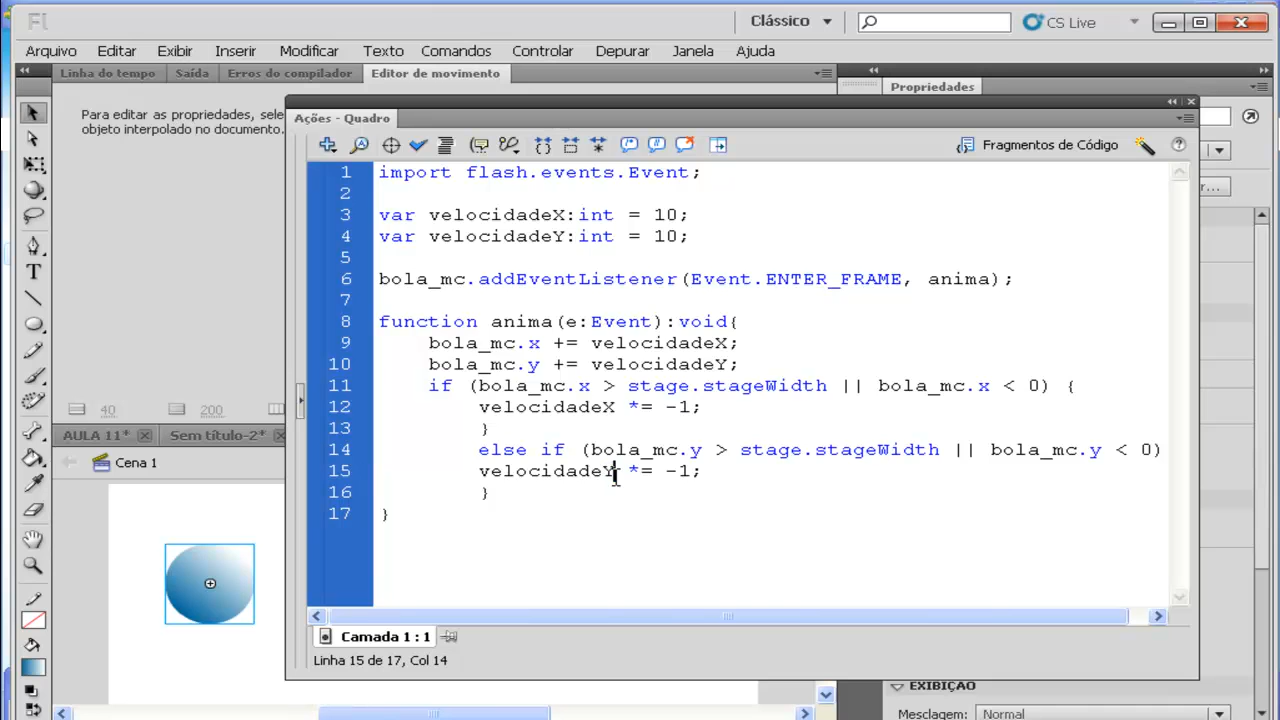 Fl
Clássico
CS Live
Arquivo Editar Exibir Inserir Modificar Texto Comandos Controlar Depurar Janela Ajuda
Linha do tempo Saída Erros do compilador Editor de movimento
Propriedades
Para editar as propriedades, sele
objeto interpolado no documento.
Ações - Quadro
Fragmentos de Código
1 import flash.events.Event;
2
3 var velocidadeX:int = 10;
4 var velocidadeY:int = 10;
5
6 bola_mc.addEventListener(Event.ENTER_FRAME, anima);
7
8 function anima(e:Event):void{
9 bola_mc.x += velocidadeX;
10 bola_mc.y += velocidadeY;
11 if (bola_mc.x > stage.stageWidth || bola_mc.x < 0) {
12 velocidadeX *= -1;
13 }
14 else if (bola_mc.y > stage.stageWidth || bola_mc.y < 0)
15 velocidadeY *= -1;
16 }
17 }
r...
40 200
AULA 11* Sem título-2*
Cena 1
Camada 1 : 1
Linha 15 de 17, Col 14
EXIBIÇÃO
Mesclagem: Normal